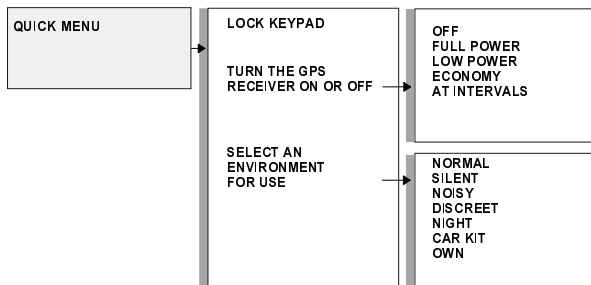 QUICK MENU
LOCK KEYPAD
TURN THE GPS
RECEIVER ON OR OFF
SELECT AN
ENVIRONMENT
FOR USE
OFF
FULL POWER
LOW POWER
ECONOMY
AT INTERVALS
NORMAL
SILENT
NOISY
DISCREET
NIGHT
CAR KIT
OWN